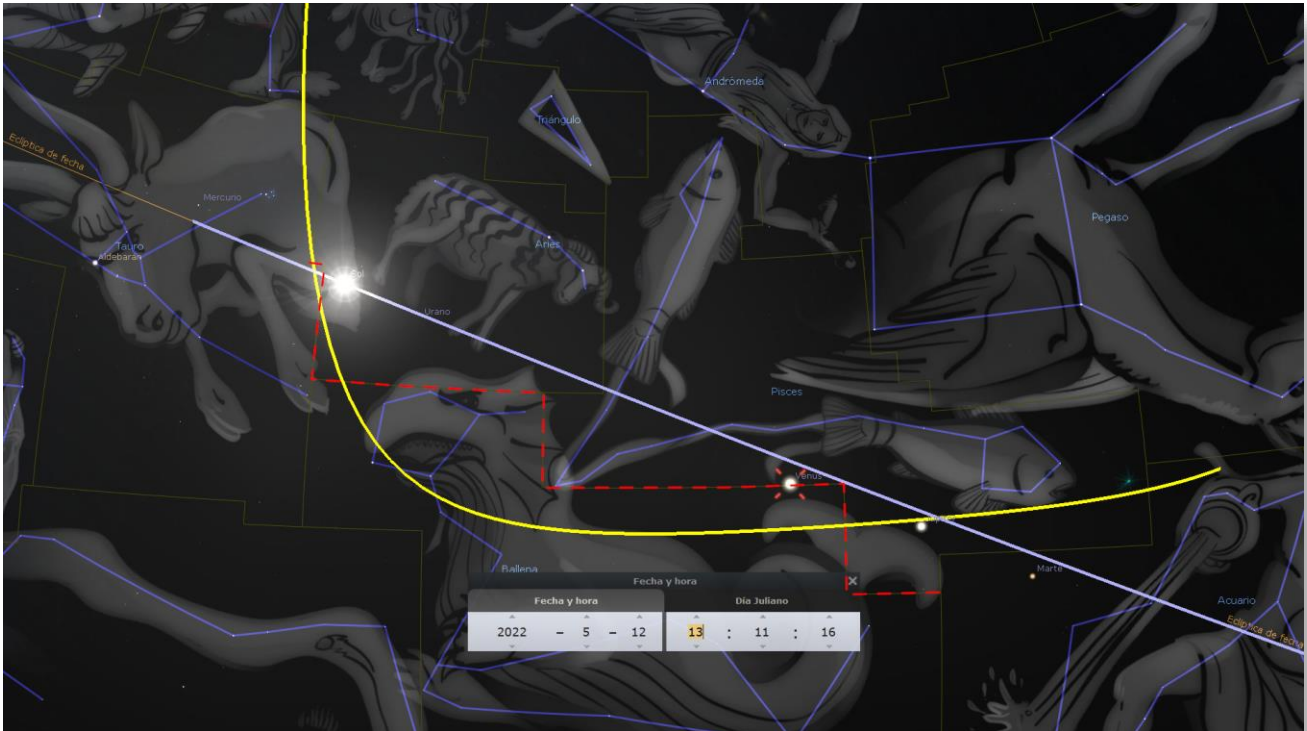 Andrómeda
Triángulo
Eclíptica de fecha
Mercurio
Pegaso
Tauro
Aries
Aldebarán
Sol
Urano
Pisces
Venus
Ballena
Marte
Fecha y hora
Fecha y hora
Día Juliano
2022 – 5 – 12 13 : 11 : 16
Acuario
Eclíptica de fecha